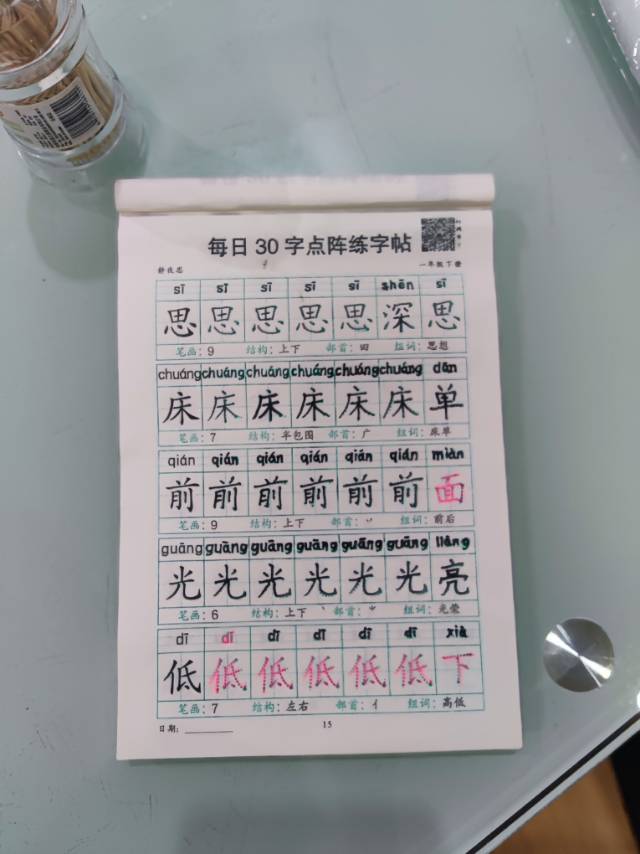 每日30字点阵练字帖
静夜思 一年级下册
sī sī sī sī sī shēn sī
思 思 思 思 思 深 思
笔画：9 结构：上下 部首：田 组词：思想
chuáng chuáng chuáng chuáng chuáng chuáng dān
床 床 床 床 床 床 单
笔画：7 结构：半包围 部首：广 组词：床单
qián qián qián qián qián qián miàn
前 前 前 前 前 前 面
笔画：9 结构：上下 部首：丷 组词：前后
guāng guāng guāng guāng guāng guāng liàng
光 光 光 光 光 光 亮
笔画：6 结构：上下 部首：⺌ 组词：光荣
dī dī dī dī dī dī xià
低 低 低 低 低 低 下
笔画：7 结构：左右 部首：亻 组词：高低
日期： 15